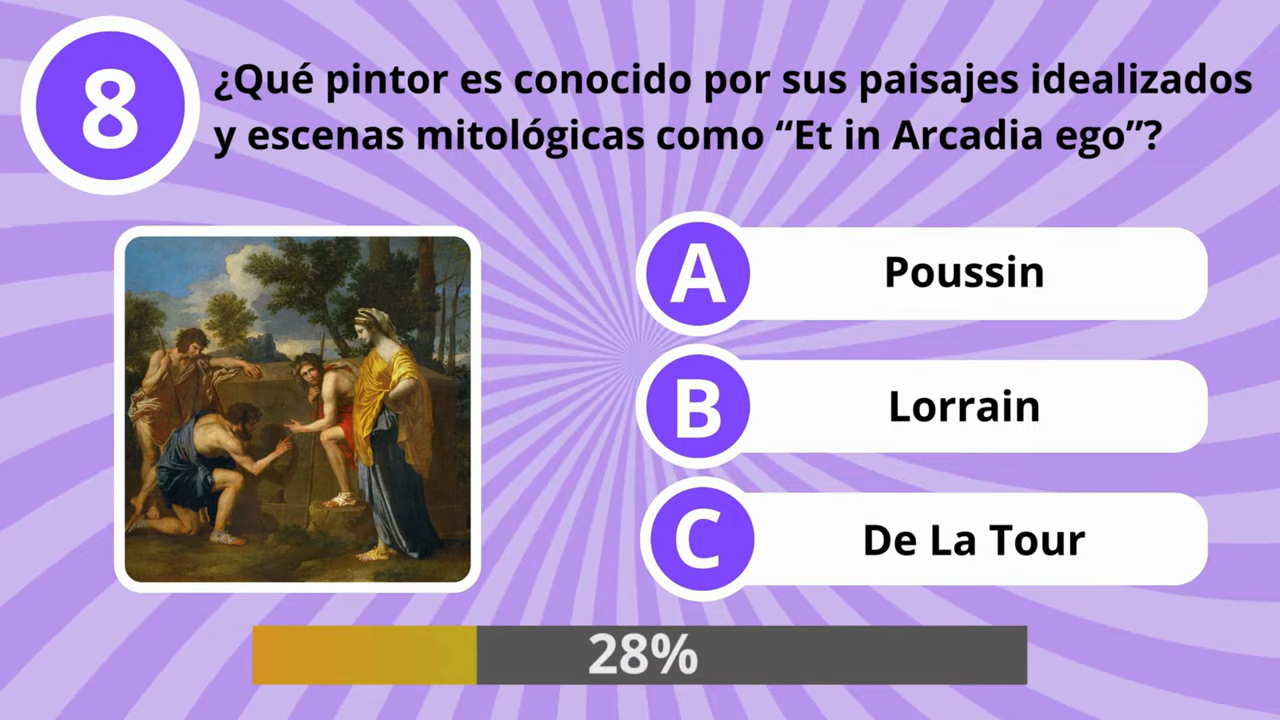 8
¿Qué pintor es conocido por sus paisajes idealizados
y escenas mitológicas como “Et in Arcadia ego”?
A
Poussin
B
Lorrain
C
De La Tour
28%